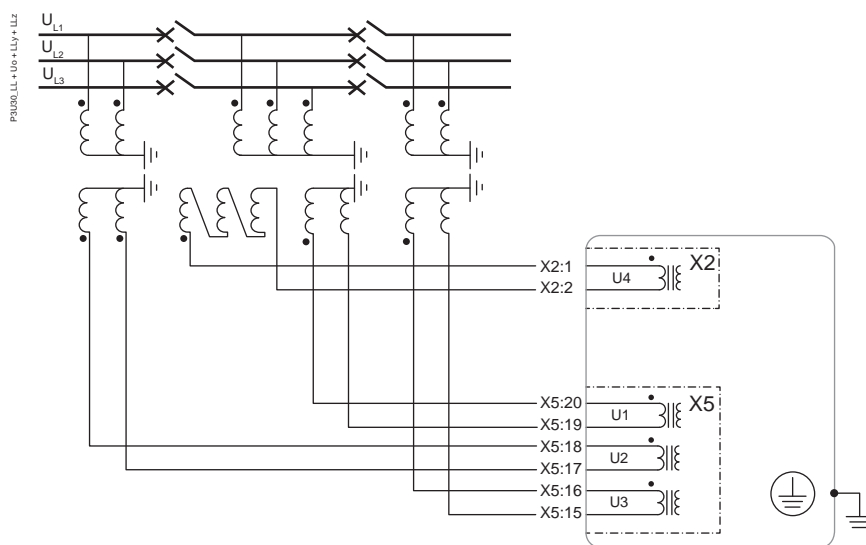 P3U30_LL + Uo + LLy + LLz
UL1
UL2
UL3
X2:1
X2:2
U4
X2
X5:20
X5:19
X5:18
X5:17
X5:16
X5:15
U1
U2
U3
X5